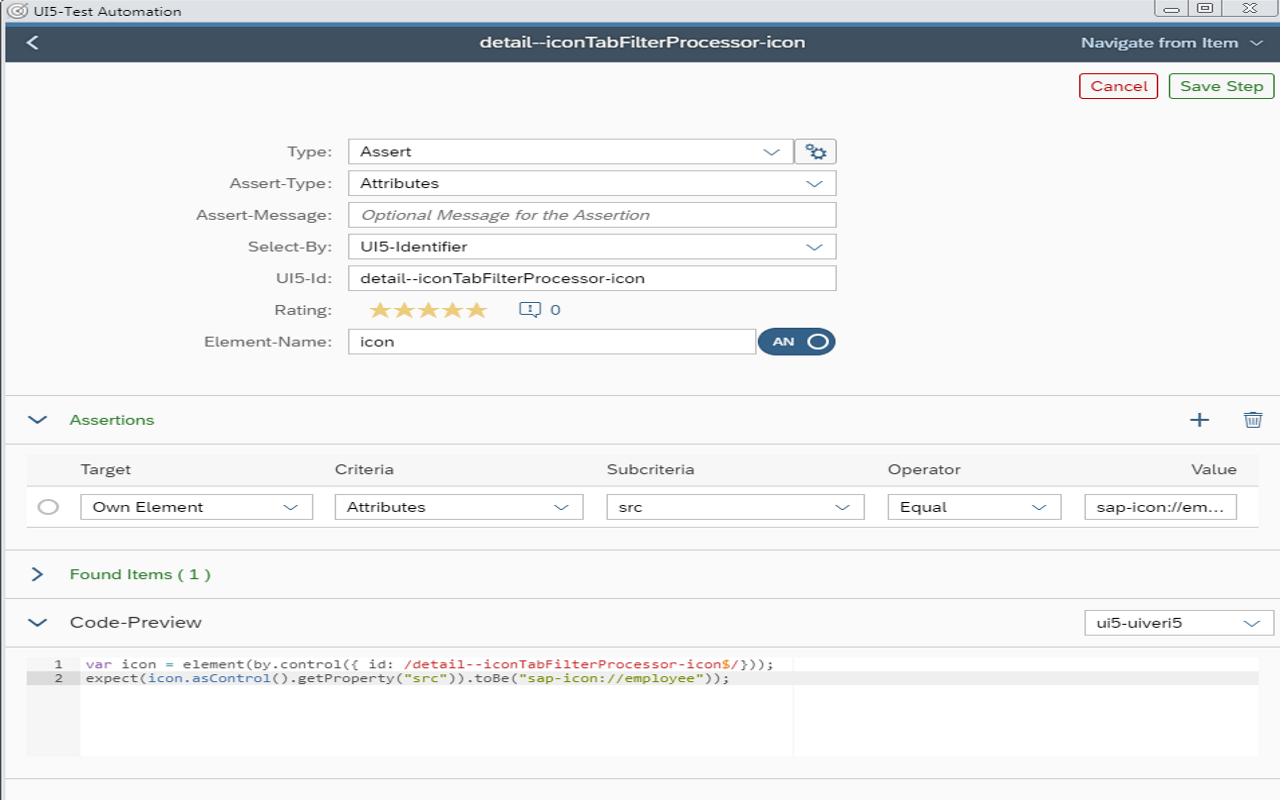 UI5-Test Automation
detail--iconTabFilterProcessor-icon Navigate from Item
Cancel Save Step
Type: Assert
Assert-Type: Attributes
Assert-Message: Optional Message for the Assertion
Select-By: UI5-Identifier
UI5-Id: detail--iconTabFilterProcessor-icon
Rating: 0
Element-Name: icon AN
Assertions
Target Criteria Subcriteria Operator Value
Own Element Attributes src Equal sap-icon://em...
Found Items ( 1 )
Code-Preview ui5-uiveri5
1 var icon = element(by.control({ id: /detail--iconTabFilterProcessor-icon$/}));
2 expect(icon.asControl().getProperty("src")).toBe("sap-icon://employee"));